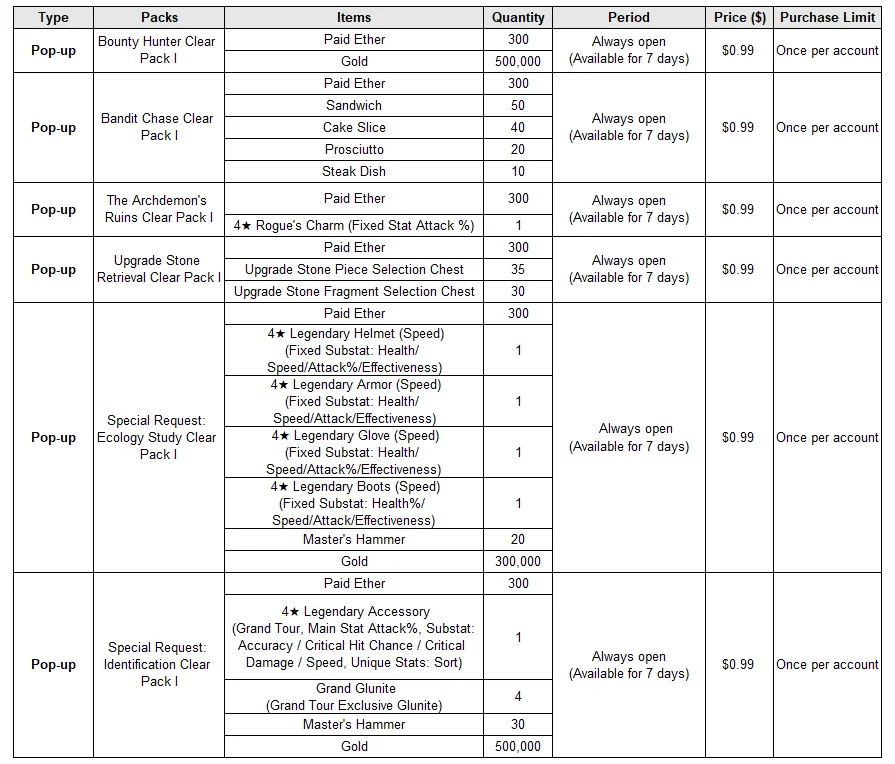 Type Packs Items Quantity Period Price ($) Purchase Limit
Pop-up
Bounty Hunter Clear
Pack I
Paid Ether 300
Gold 500,000
Always open
(Available for 7 days)
$0.99
Once per account
Pop-up
Bandit Chase Clear
Pack I
Paid Ether 300
Sandwich 50
Cake Slice 40
Prosciutto 20
Steak Dish 10
Always open
(Available for 7 days)
$0.99
Once per account
Pop-up
The Archdemon's
Ruins Clear Pack I
Paid Ether 300
4★ Rogue's Charm (Fixed Stat Attack %) 1
Always open
(Available for 7 days)
$0.99
Once per account
Pop-up
Upgrade Stone
Retrieval Clear Pack I
Paid Ether 300
Upgrade Stone Piece Selection Chest 35
Upgrade Stone Fragment Selection Chest 30
Always open
(Available for 7 days)
$0.99
Once per account
Pop-up
Special Request:
Ecology Study Clear
Pack I
Paid Ether 300
4★ Legendary Helmet (Speed)
(Fixed Substat: Health/
Speed/Attack%/Effectiveness)
1
4★ Legendary Armor (Speed)
(Fixed Substat: Health/
Speed/Attack/Effectiveness)
1
4★ Legendary Glove (Speed)
(Fixed Substat: Health/
Speed/Attack%/Effectiveness)
1
4★ Legendary Boots (Speed)
(Fixed Substat: Health%/
Speed/Attack/Effectiveness)
1
Master's Hammer 20
Gold 300,000
Always open
(Available for 7 days)
$0.99
Once per account
Pop-up
Special Request:
Identification Clear
Pack I
Paid Ether 300
4★ Legendary Accessory
(Grand Tour, Main Stat Attack%, Substat:
Accuracy / Critical Hit Chance / Critical
Damage / Speed, Unique Stats: Sort)
1
Grand Glunite
(Grand Tour Exclusive Glunite)
4
Master's Hammer 30
Gold 500,000
Always open
(Available for 7 days)
$0.99
Once per account